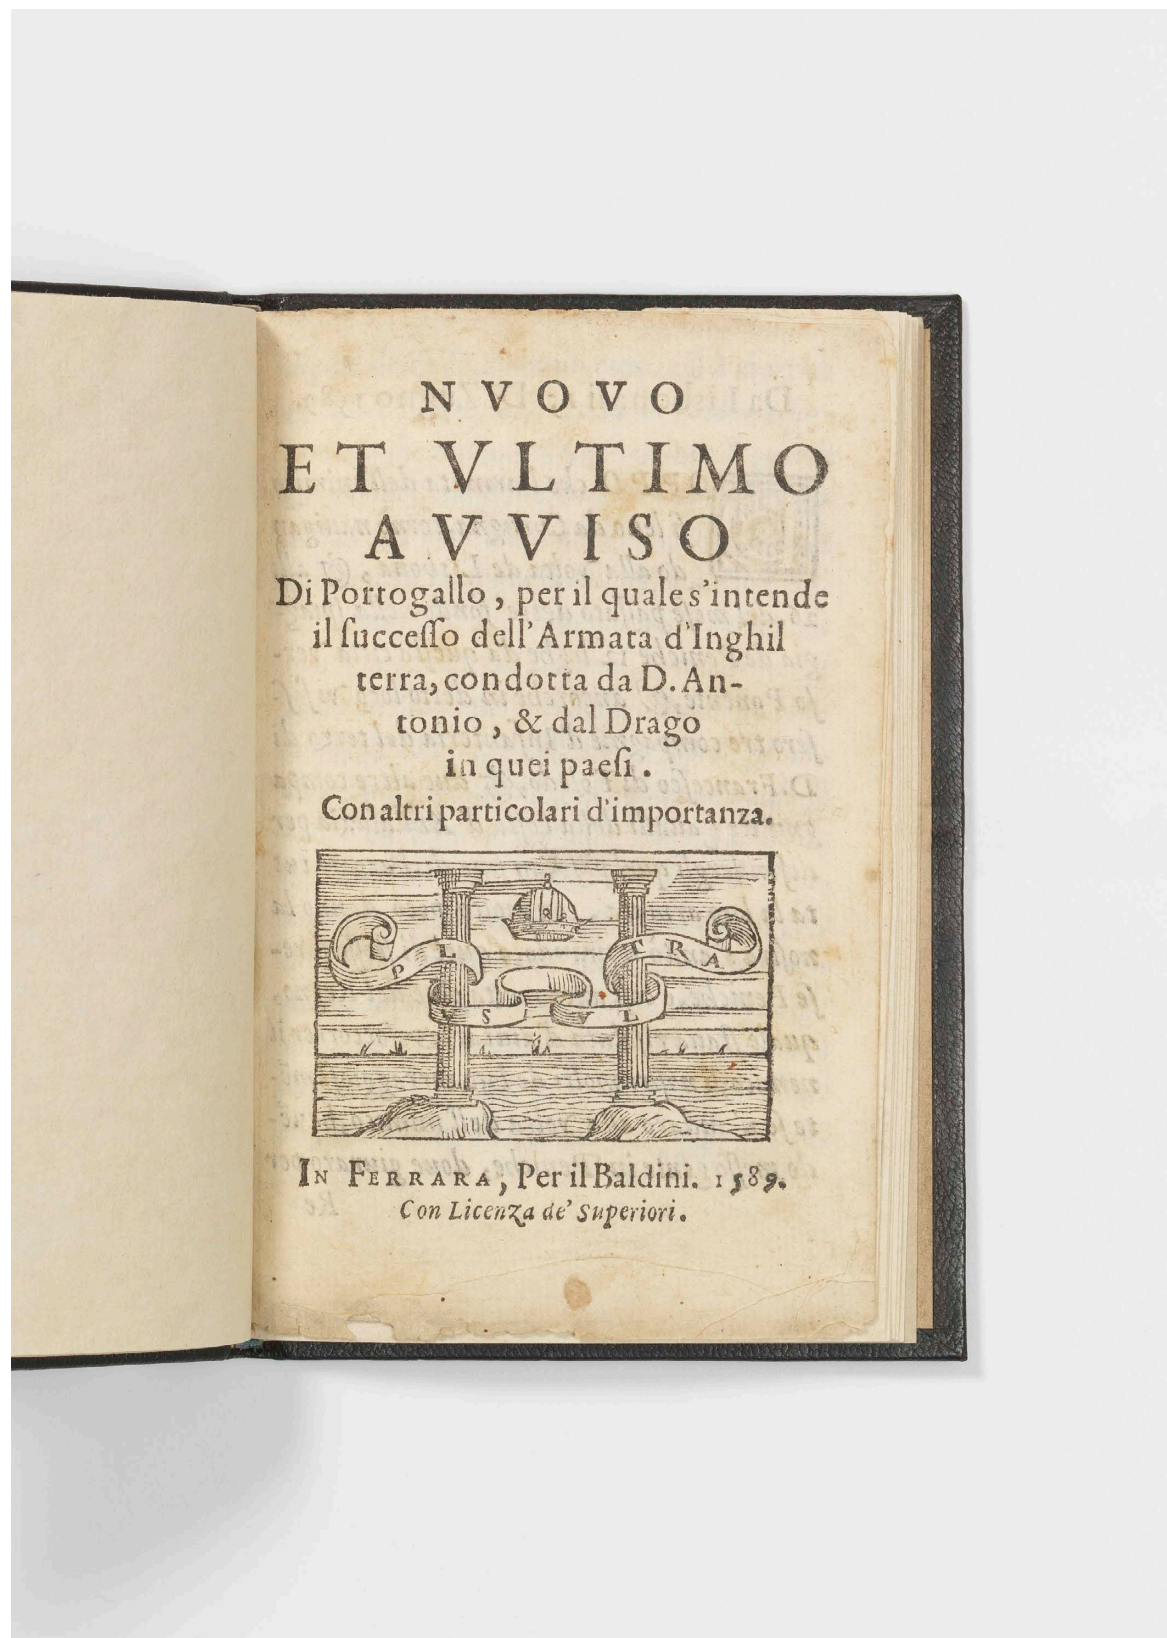 NVOVO
ET VLTIMO
AVVISO
Di Portogallo, per il quale s'intende
il ſucceſſo dell'Armata d'Inghil
terra, condotta da D. An-
tonio, & dal Drago
in quei paeſi.
Con altri particolari d'importanza.
PL VS VL TRA
IN FERRARA, Per il Baldini. 1589.
Con Licenza de' Superiori.